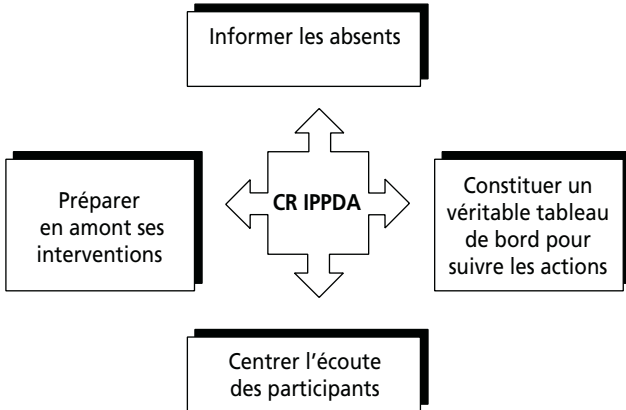 Informer les absents
Préparer
en amont ses
interventions
CR IPPDA
Constituer un
véritable tableau
de bord pour
suivre les actions
Centrer l'écoute
des participants